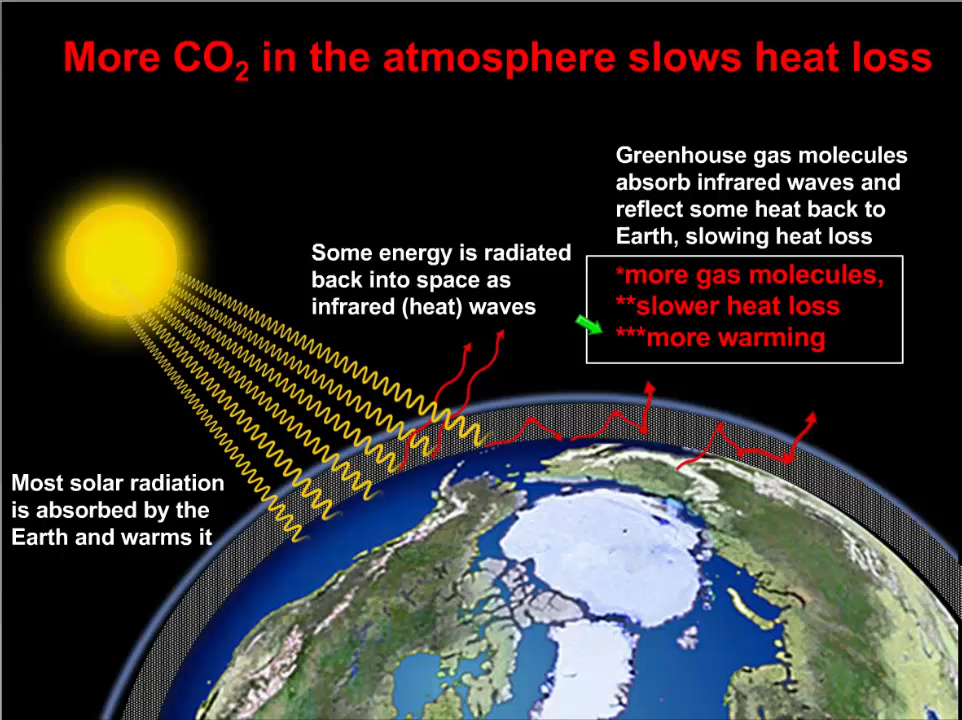 More CO₂ in the atmosphere slows heat loss
Greenhouse gas molecules
absorb infrared waves and
reflect some heat back to
Earth, slowing heat loss
Some energy is radiated
back into space as
infrared (heat) waves
*more gas molecules,
**slower heat loss
***more warming
Most solar radiation
is absorbed by the
Earth and warms it